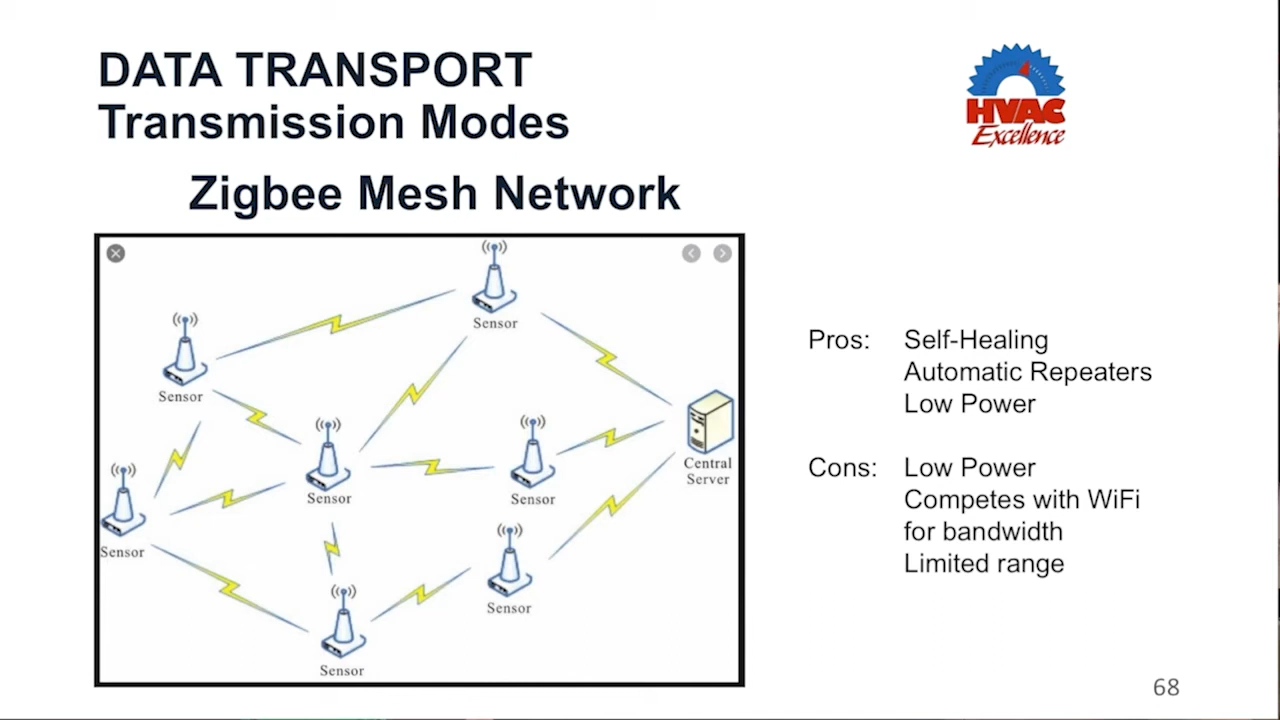 DATA TRANSPORT
Transmission Modes
HVAC
Excellence
Zigbee Mesh Network
Sensor
Sensor
Sensor
Sensor
Sensor
Sensor
Sensor
Sensor
Central
Server
Pros: Self-Healing
Automatic Repeaters
Low Power
Cons: Low Power
Competes with WiFi
for bandwidth
Limited range
68